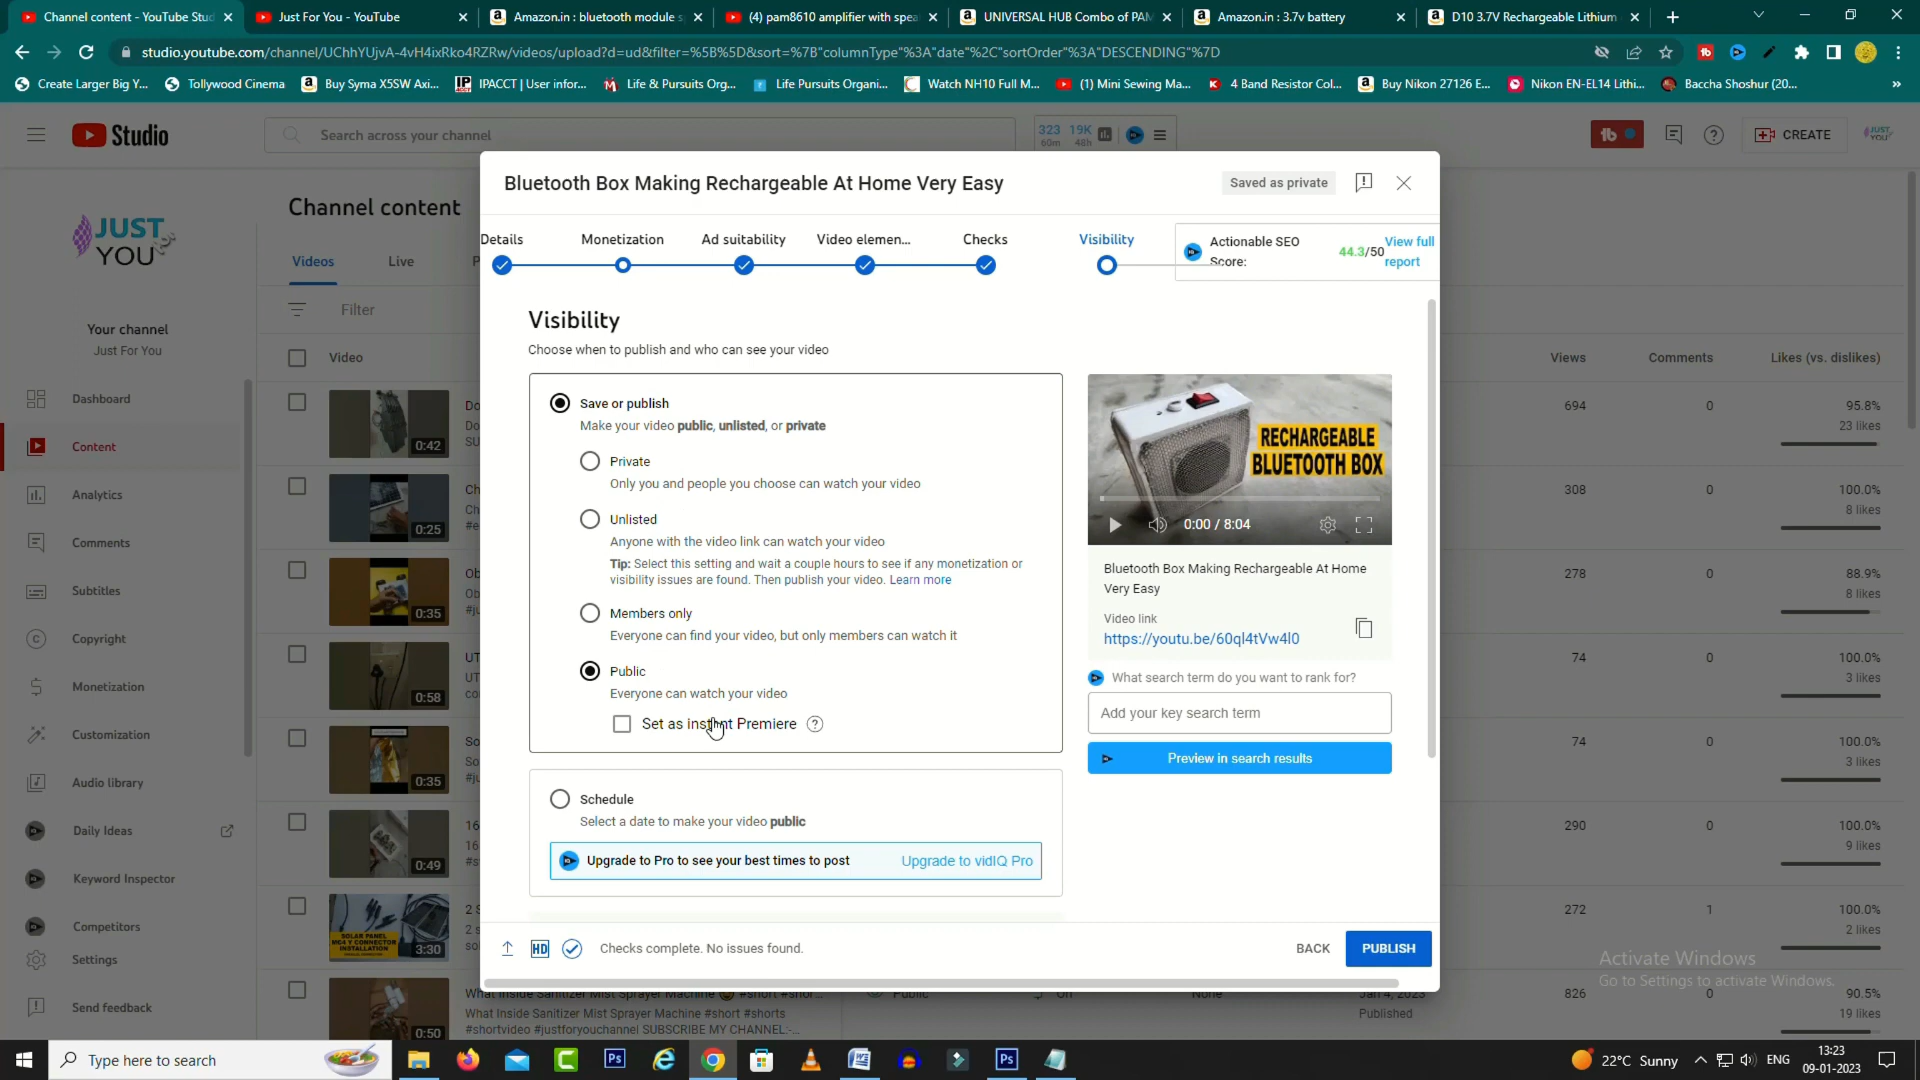 Channel content - YouTube Stud
Just For You - YouTube
Amazon.in : bluetooth module s
(4) pam8610 amplifier with spea
UNIVERSAL HUB Combo of PAM
Amazon.in : 3.7v battery
D10 3.7V Rechargeable Lithium
studio.youtube.com/channel/UChhYUjvA-4vH4ixRko4RZRw/videos/upload?d=ud&filter=%5B%5D&sort=%7B"columnType"%3A"date"%2C"sortOrder"%3A"DESCENDING"%7D
Create Larger Big Y...
Tollywood Cinema
Buy Syma X5SW Axi...
IPACCT | User infor...
Life & Pursuits Org...
Life Pursuits Organi...
Watch NH10 Full M...
(1) Mini Sewing Ma...
4 Band Resistor Col...
Buy Nikon 27126 E...
Nikon EN-EL14 Lithi...
Baccha Shoshur (20...
Studio
Search across your channel
323 19K
60m 48h
CREATE
JUST
YOU
Your channel
Just For You
Dashboard
Content
Analytics
Comments
Subtitles
Copyright
Monetization
Customization
Audio library
Daily Ideas
Keyword Inspector
Competitors
Settings
Send feedback
Channel content
Videos
Live
P
Filter
Video
Views
Comments
Likes (vs. dislikes)
0:42
694
0
95.8%
23 likes
0:25
308
0
100.0%
8 likes
0:35
278
0
88.9%
8 likes
0:58
74
0
100.0%
3 likes
0:35
74
0
100.0%
3 likes
0:49
290
0
100.0%
9 likes
SOLAR PANEL
MC4 Y CONNECTOR
INSTALLATION
3:30
272
1
100.0%
2 likes
0:50
What Inside Sanitizer Mist Sprayer Machine #short #shor...
What Inside Sanitizer Mist Sprayer Machine #short #shorts
#shortvideo #justforyouchannel SUBSCRIBE MY CHANNEL:-...
Public
On
None
Jan 4, 2023
Published
826
0
90.5%
19 likes
Bluetooth Box Making Rechargeable At Home Very Easy
Saved as private
Details
Monetization
Ad suitability
Video elemen...
Checks
Visibility
Actionable SEO
Score:
44.3/50
View full
report
Visibility
Choose when to publish and who can see your video
Save or publish
Make your video public, unlisted, or private
Private
Only you and people you choose can watch your video
Unlisted
Anyone with the video link can watch your video
Tip: Select this setting and wait a couple hours to see if any monetization or
visibility issues are found. Then publish your video. Learn more
Members only
Everyone can find your video, but only members can watch it
Public
Everyone can watch your video
Set as instant Premiere
Schedule
Select a date to make your video public
Upgrade to Pro to see your best times to post
Upgrade to vidIQ Pro
RECHARGEABLE
BLUETOOTH BOX
0:00 / 8:04
Bluetooth Box Making Rechargeable At Home
Very Easy
Video link
https://youtu.be/60ql4tVw4l0
What search term do you want to rank for?
Add your key search term
Preview in search results
HD
Checks complete. No issues found.
BACK
PUBLISH
Activate Windows
Go to Settings to activate Windows.
Type here to search
22°C Sunny
ENG
13:23
09-01-2023